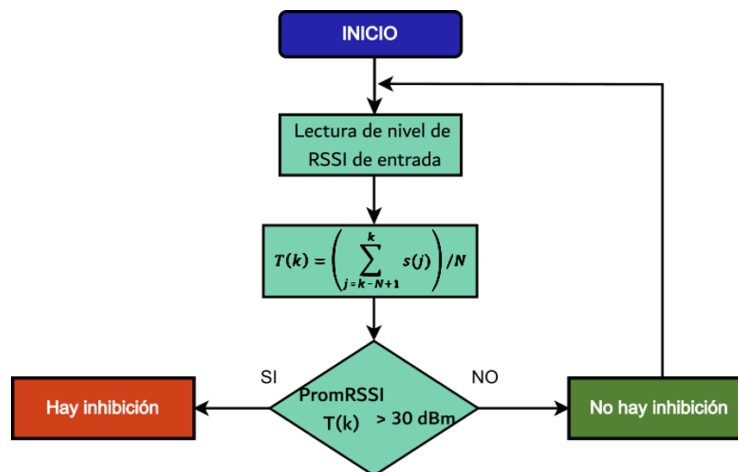 INICIO
Lectura de nivel de
RSSI de entrada
T(k) = ( k ∑ j=k-N+1 s(j) ) /N
SI
PromRSSI
T(k) > 30 dBm
NO
Hay inhibición
No hay inhibición